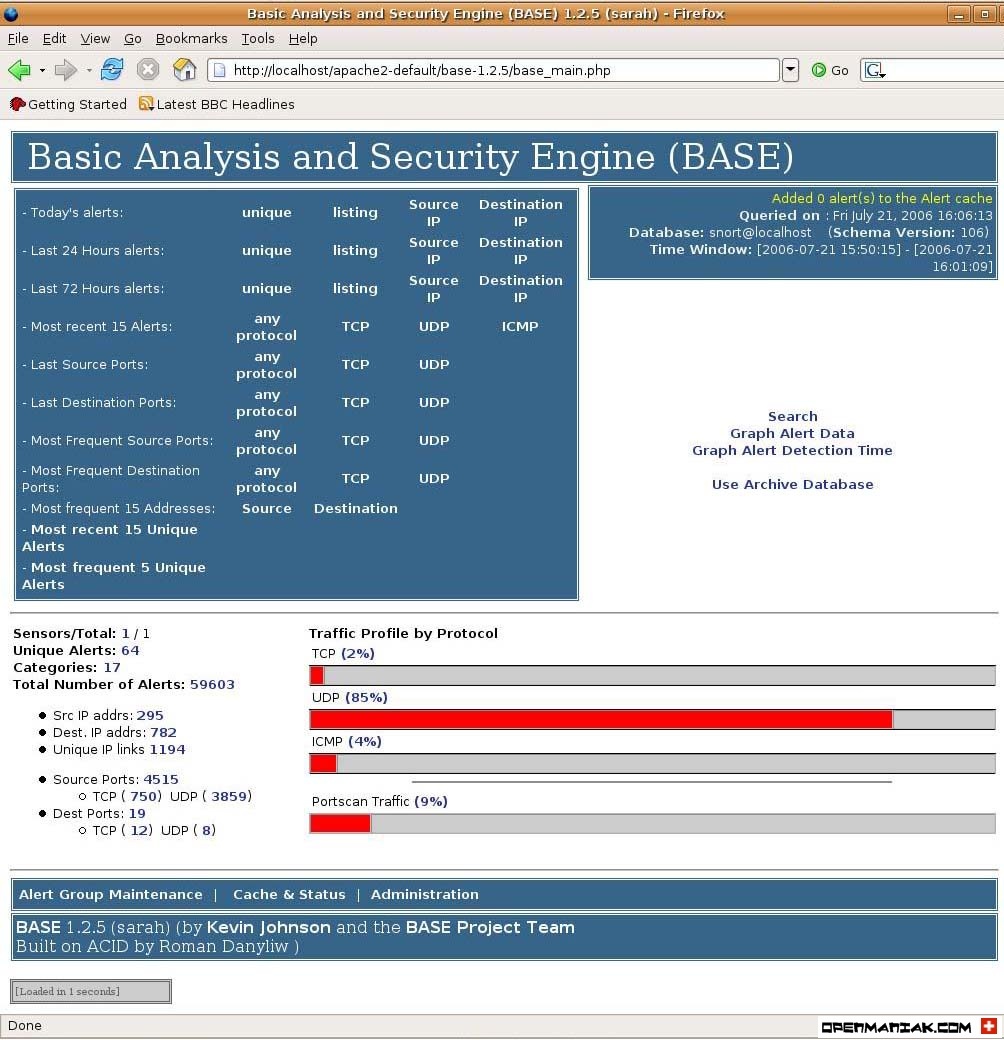 Basic Analysis and Security Engine (BASE) 1.2.5 (sarah) - Firefox
File Edit View Go Bookmarks Tools Help
http://localhost/apache2-default/base-1.2.5/base_main.php Go G
Getting Started Latest BBC Headlines
Basic Analysis and Security Engine (BASE)
- Today's alerts: unique listing Source IP Destination IP
- Last 24 Hours alerts: unique listing Source IP Destination IP
- Last 72 Hours alerts: unique listing Source IP Destination IP
- Most recent 15 Alerts: any protocol TCP UDP ICMP
- Last Source Ports: any protocol TCP UDP
- Last Destination Ports: any protocol TCP UDP
- Most Frequent Source Ports: any protocol TCP UDP
- Most Frequent Destination Ports: any protocol TCP UDP
- Most frequent 15 Addresses: Source Destination
- Most recent 15 Unique
Alerts
- Most frequent 5 Unique
Alerts
Added 0 alert(s) to the Alert cache
Queried on : Fri July 21, 2006 16:06:13
Database: snort@localhost (Schema Version: 106)
Time Window: [2006-07-21 15:50:15] - [2006-07-21
16:01:09]
Search
Graph Alert Data
Graph Alert Detection Time
Use Archive Database
Sensors/Total: 1 / 1
Unique Alerts: 64
Categories: 17
Total Number of Alerts: 59603
Src IP addrs: 295
Dest. IP addrs: 782
Unique IP links 1194
Source Ports: 4515
TCP ( 750) UDP ( 3859)
Dest Ports: 19
TCP ( 12) UDP ( 8)
Traffic Profile by Protocol
TCP (2%)
UDP (85%)
ICMP (4%)
Portscan Traffic (9%)
Alert Group Maintenance | Cache & Status | Administration
BASE 1.2.5 (sarah) (by Kevin Johnson and the BASE Project Team
Built on ACID by Roman Danyliw )
[Loaded in 1 seconds]
Done
OPENMANIAK.COM